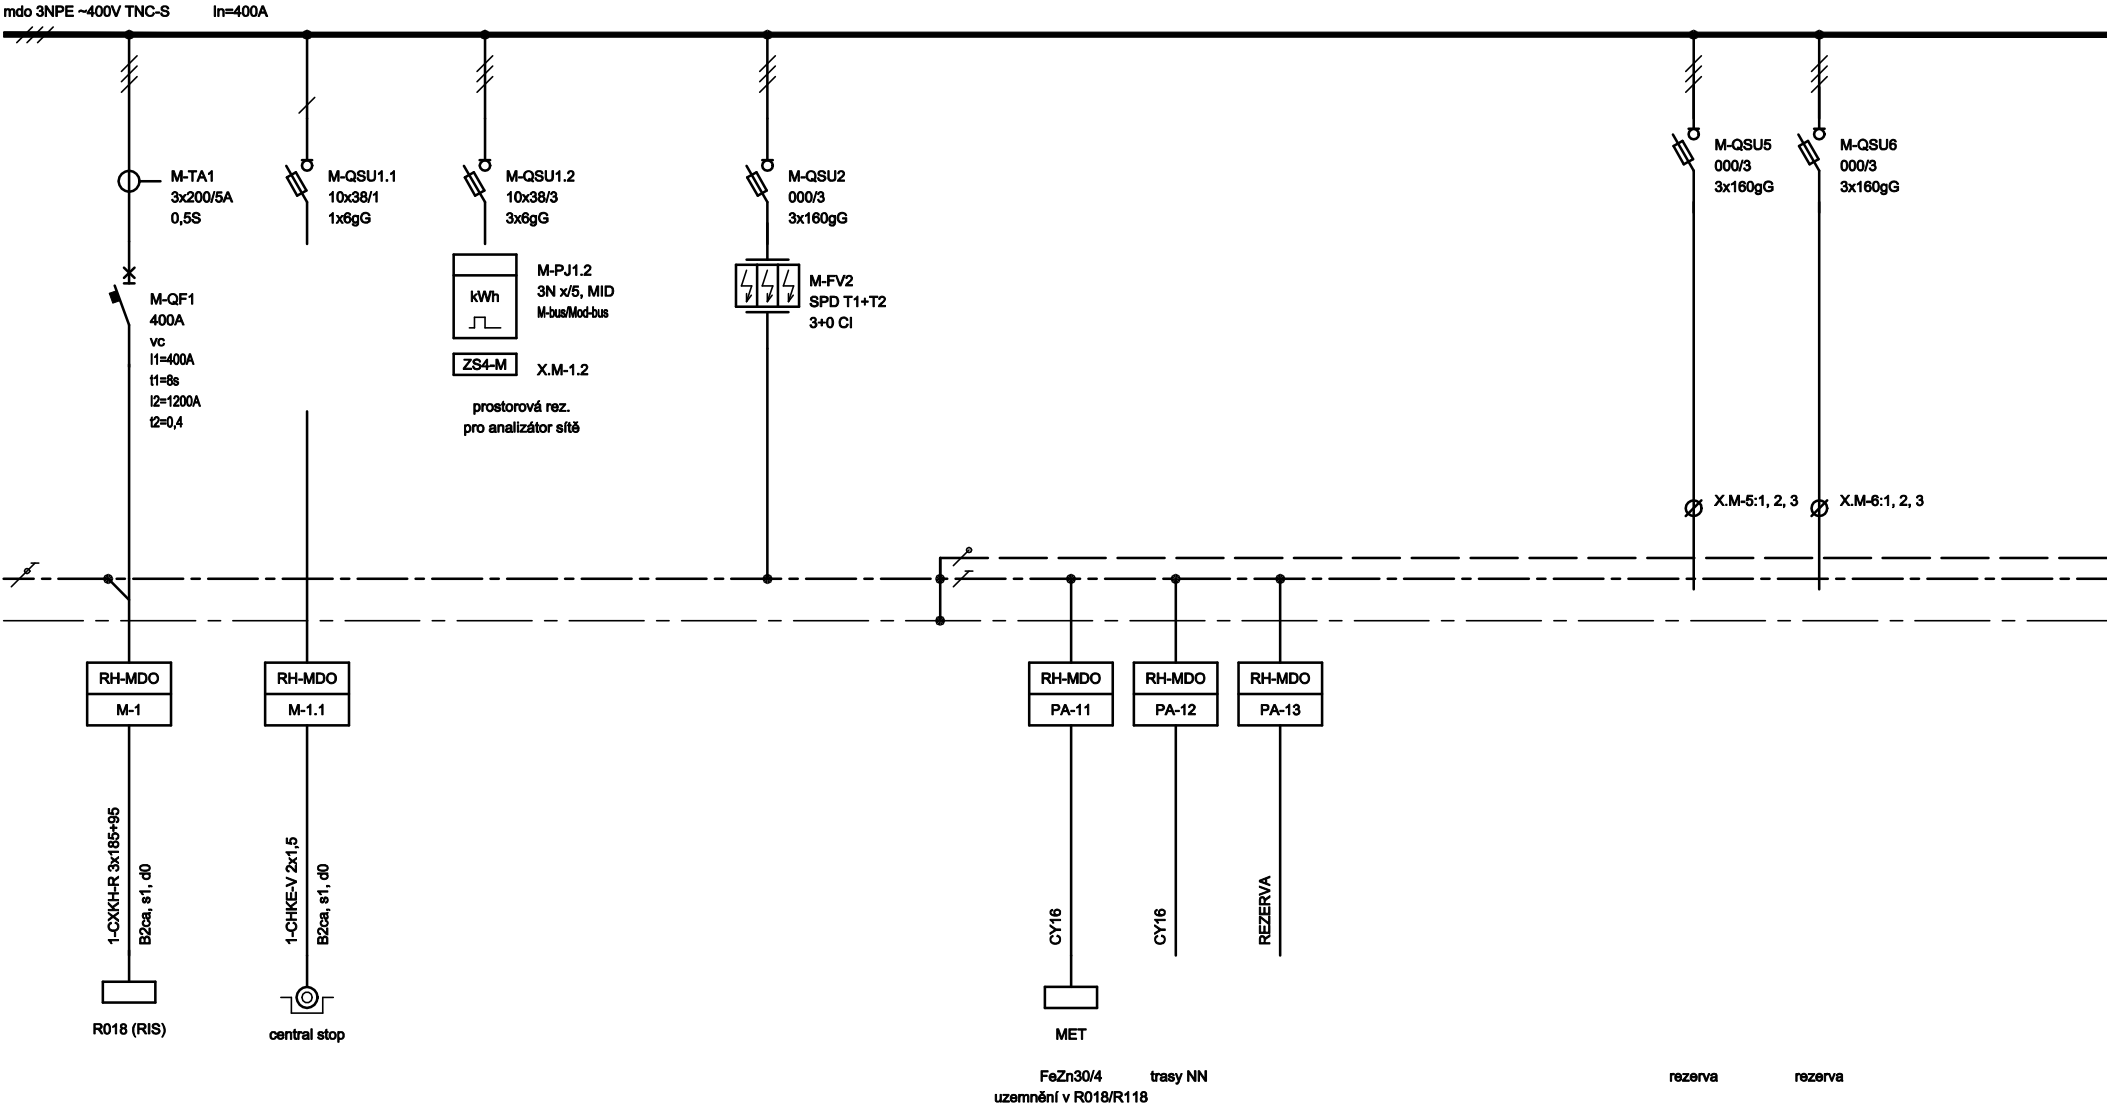 mdo 3NPE ~400V TNC-S In=400A
M-TA1
3x200/5A
0,5S
M-QF1
400A
vc
I1=400A
t1=8s
I2=1200A
t2=0,4
M-QSU1.1
10x38/1
1x6gG
M-QSU1.2
10x38/3
3x6gG
kWh
M-PJ1.2
3N x/5, MID
M-bus/Mod-bus
ZS4-M
X.M-1.2
prostorová rez.
pro analizátor sítě
M-QSU2
000/3
3x160gG
M-FV2
SPD T1+T2
3+0 CI
M-QSU5
000/3
3x160gG
M-QSU6
000/3
3x160gG
X.M-5:1, 2, 3
X.M-6:1, 2, 3
RH-MDO
M-1
RH-MDO
M-1.1
RH-MDO
PA-11
RH-MDO
PA-12
RH-MDO
PA-13
1-CXKH-R 3x185+95
B2ca, s1, d0
1-CHKE-V 2x1,5
B2ca, s1, d0
CY16
CY16
REZERVA
R018 (RIS)
central stop
MET
FeZn30/4
uzemnění v R018/R118
trasy NN
rezerva
rezerva